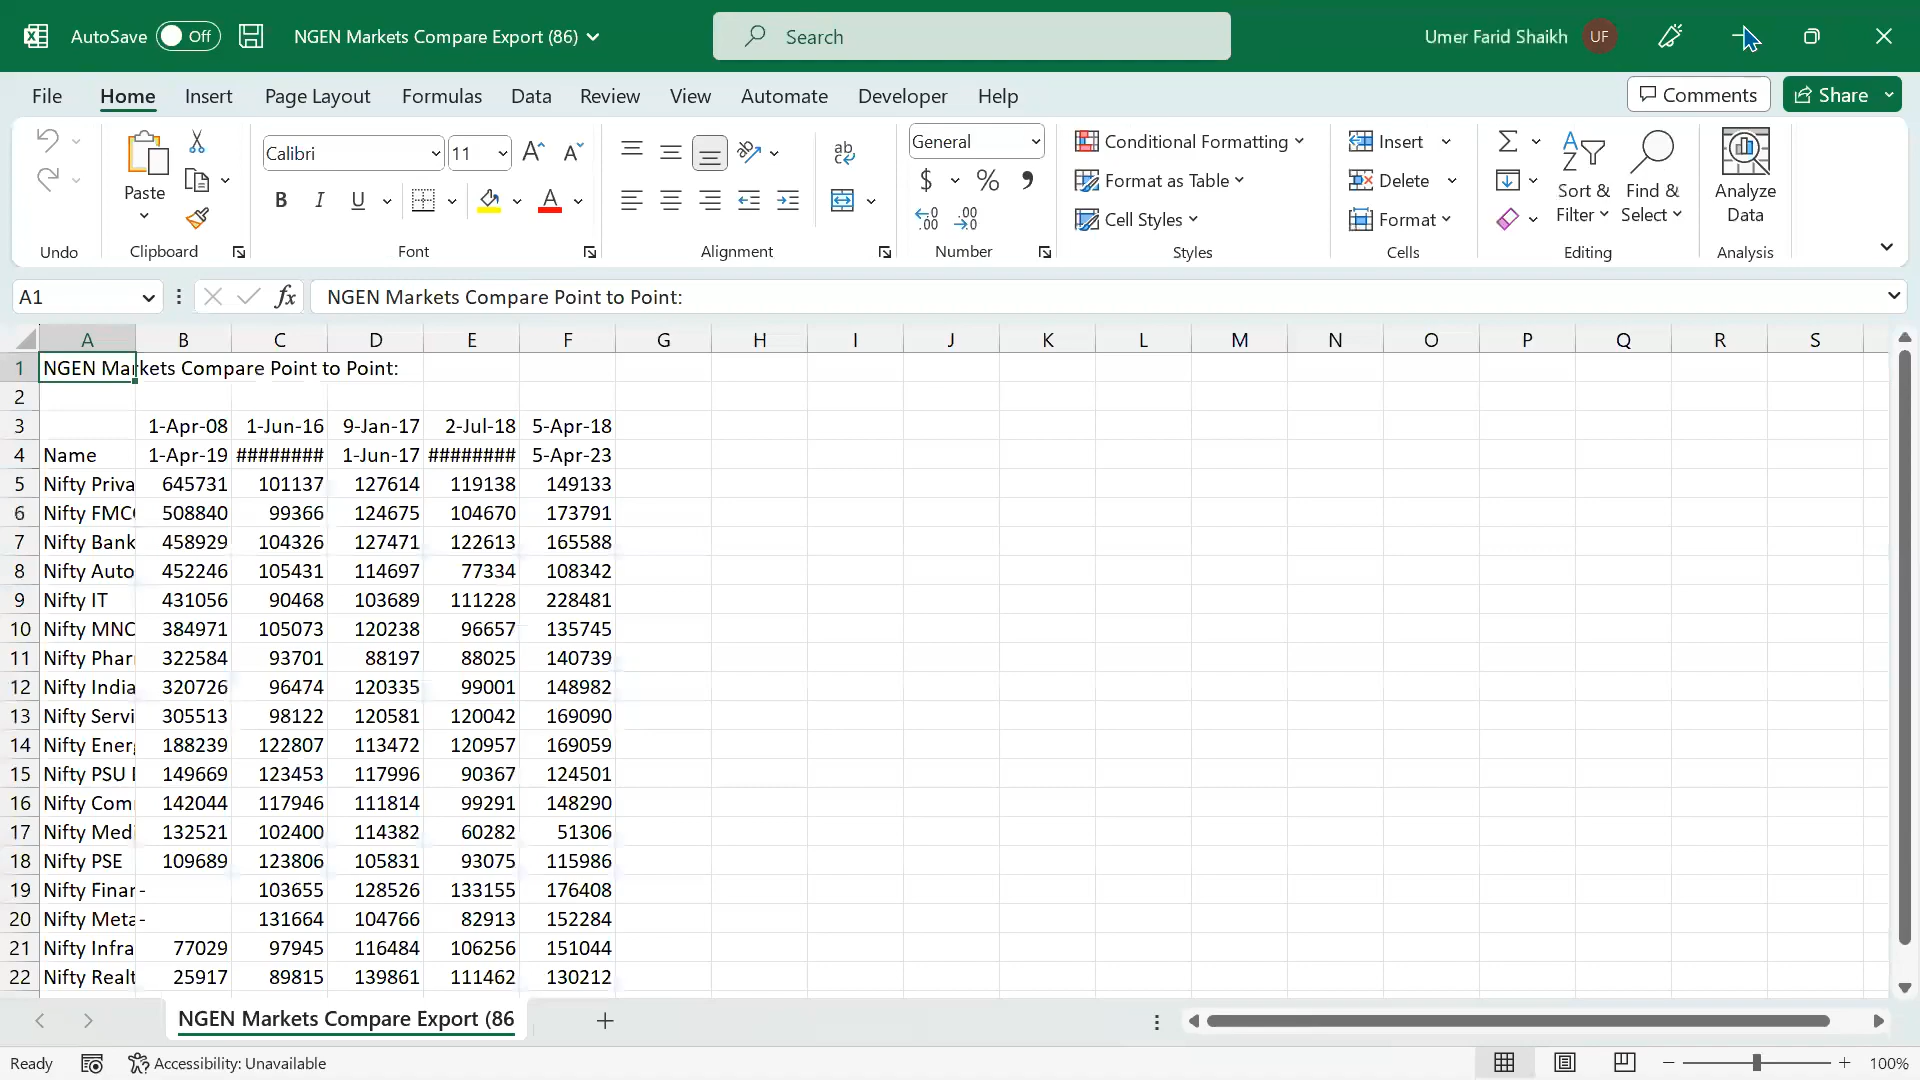 AutoSave Off NGEN Markets Compare Export (86) Search Umer Farid Shaikh UF
File Home Insert Page Layout Formulas Data Review View Automate Developer Help Comments Share
Calibri 11 ab General Conditional Formatting Insert
Paste $ % Format as Table Delete Sort & Find & Analyze
B I U Cell Styles Format Filter Select Data
Undo Clipboard Font Alignment Number Styles Cells Editing Analysis
A1 fx NGEN Markets Compare Point to Point:
A B C D E F G H I J K L M N O P Q R S
1 NGEN Markets Compare Point to Point:
2
3 1-Apr-08 1-Jun-16 9-Jan-17 2-Jul-18 5-Apr-18
4 Name 1-Apr-19 ######## 1-Jun-17 ######## 5-Apr-23
5 Nifty Priva 645731 101137 127614 119138 149133
6 Nifty FMC 508840 99366 124675 104670 173791
7 Nifty Bank 458929 104326 127471 122613 165588
8 Nifty Auto 452246 105431 114697 77334 108342
9 Nifty IT 431056 90468 103689 111228 228481
10 Nifty MNC 384971 105073 120238 96657 135745
11 Nifty Phar 322584 93701 88197 88025 140739
12 Nifty India 320726 96474 120335 99001 148982
13 Nifty Servi 305513 98122 120581 120042 169090
14 Nifty Ener 188239 122807 113472 120957 169059
15 Nifty PSU 149669 123453 117996 90367 124501
16 Nifty Com 142044 117946 111814 99291 148290
17 Nifty Medi 132521 102400 114382 60282 51306
18 Nifty PSE 109689 123806 105831 93075 115986
19 Nifty Finar - 103655 128526 133155 176408
20 Nifty Meta - 131664 104766 82913 152284
21 Nifty Infra 77029 97945 116484 106256 151044
22 Nifty Realt 25917 89815 139861 111462 130212
NGEN Markets Compare Export (86
Ready Accessibility: Unavailable 100%